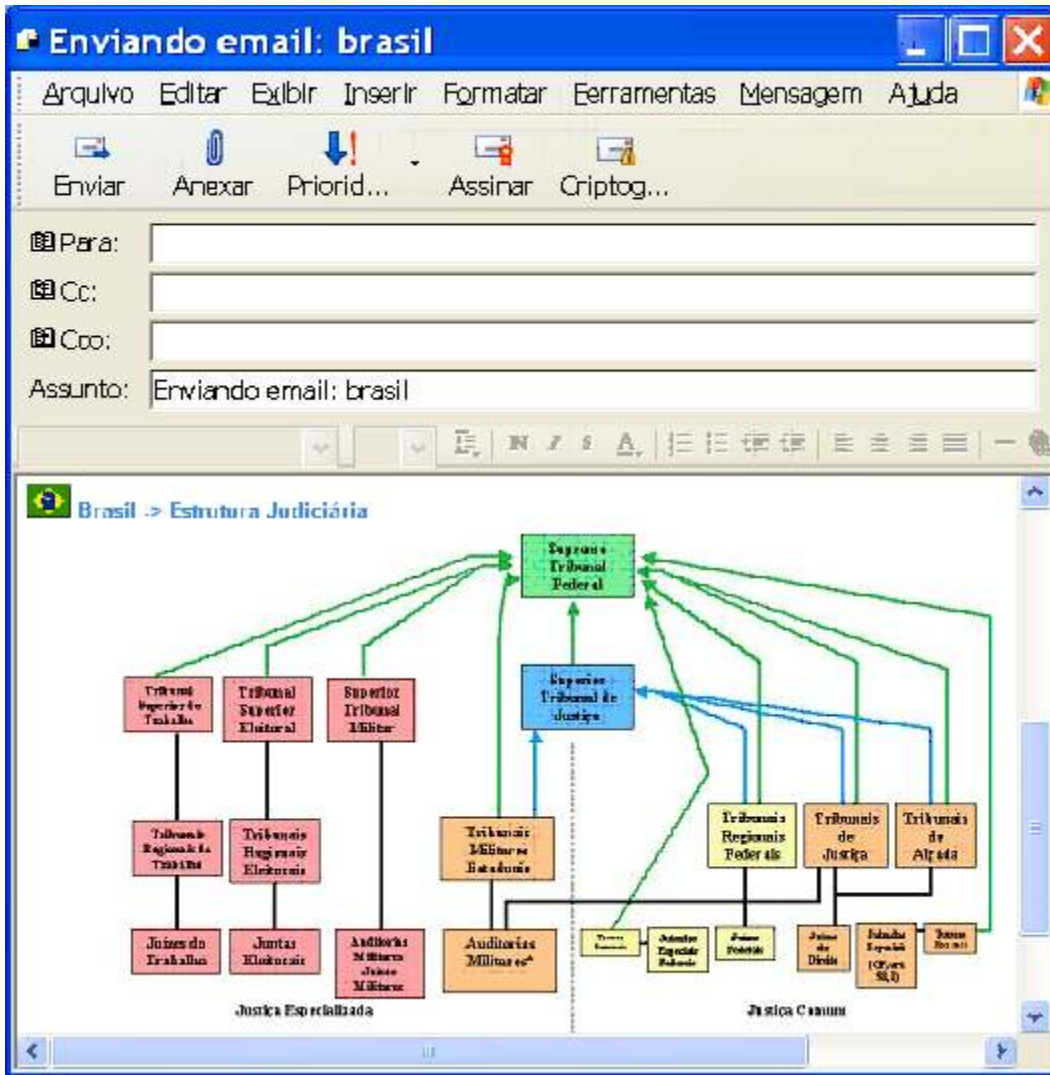 Enviando email: brasil
Arquivo Editar Exibir Inserir Formatar Ferramentas Mensagem Ajuda
Enviar Anexar Priorid... Assinar Criptog...
Para:
Cc:
Cco:
Assunto: Enviando email: brasil
N I S A
Brasil -> Estrutura Judiciária
Supremo
Tribunal
Federal
Superior
Tribunal de
Justiça
Tribunal
Superior do
Trabalho
Tribunal
Superior
Eleitoral
Superior
Tribunal
Militar
Tribunais
Regionais do
Trabalho
Tribunais
Regionais
Eleitorais
Tribunais
Militares
Estaduais
Tribunais
Regionais
Federais
Tribunais
de
Justiça
Tribunais
de
Alçada
Juízes do
Trabalho
Juntas
Eleitorais
Auditorias
Militares
Juízes
Militares
Auditorias
Militares*
Juizados
Especiais
Federais
Juízes
Federais
Juízes
de
Direito
Juizados
Especiais
(CF, art.
98, I)
Justiça Especializada
Justiça Comum